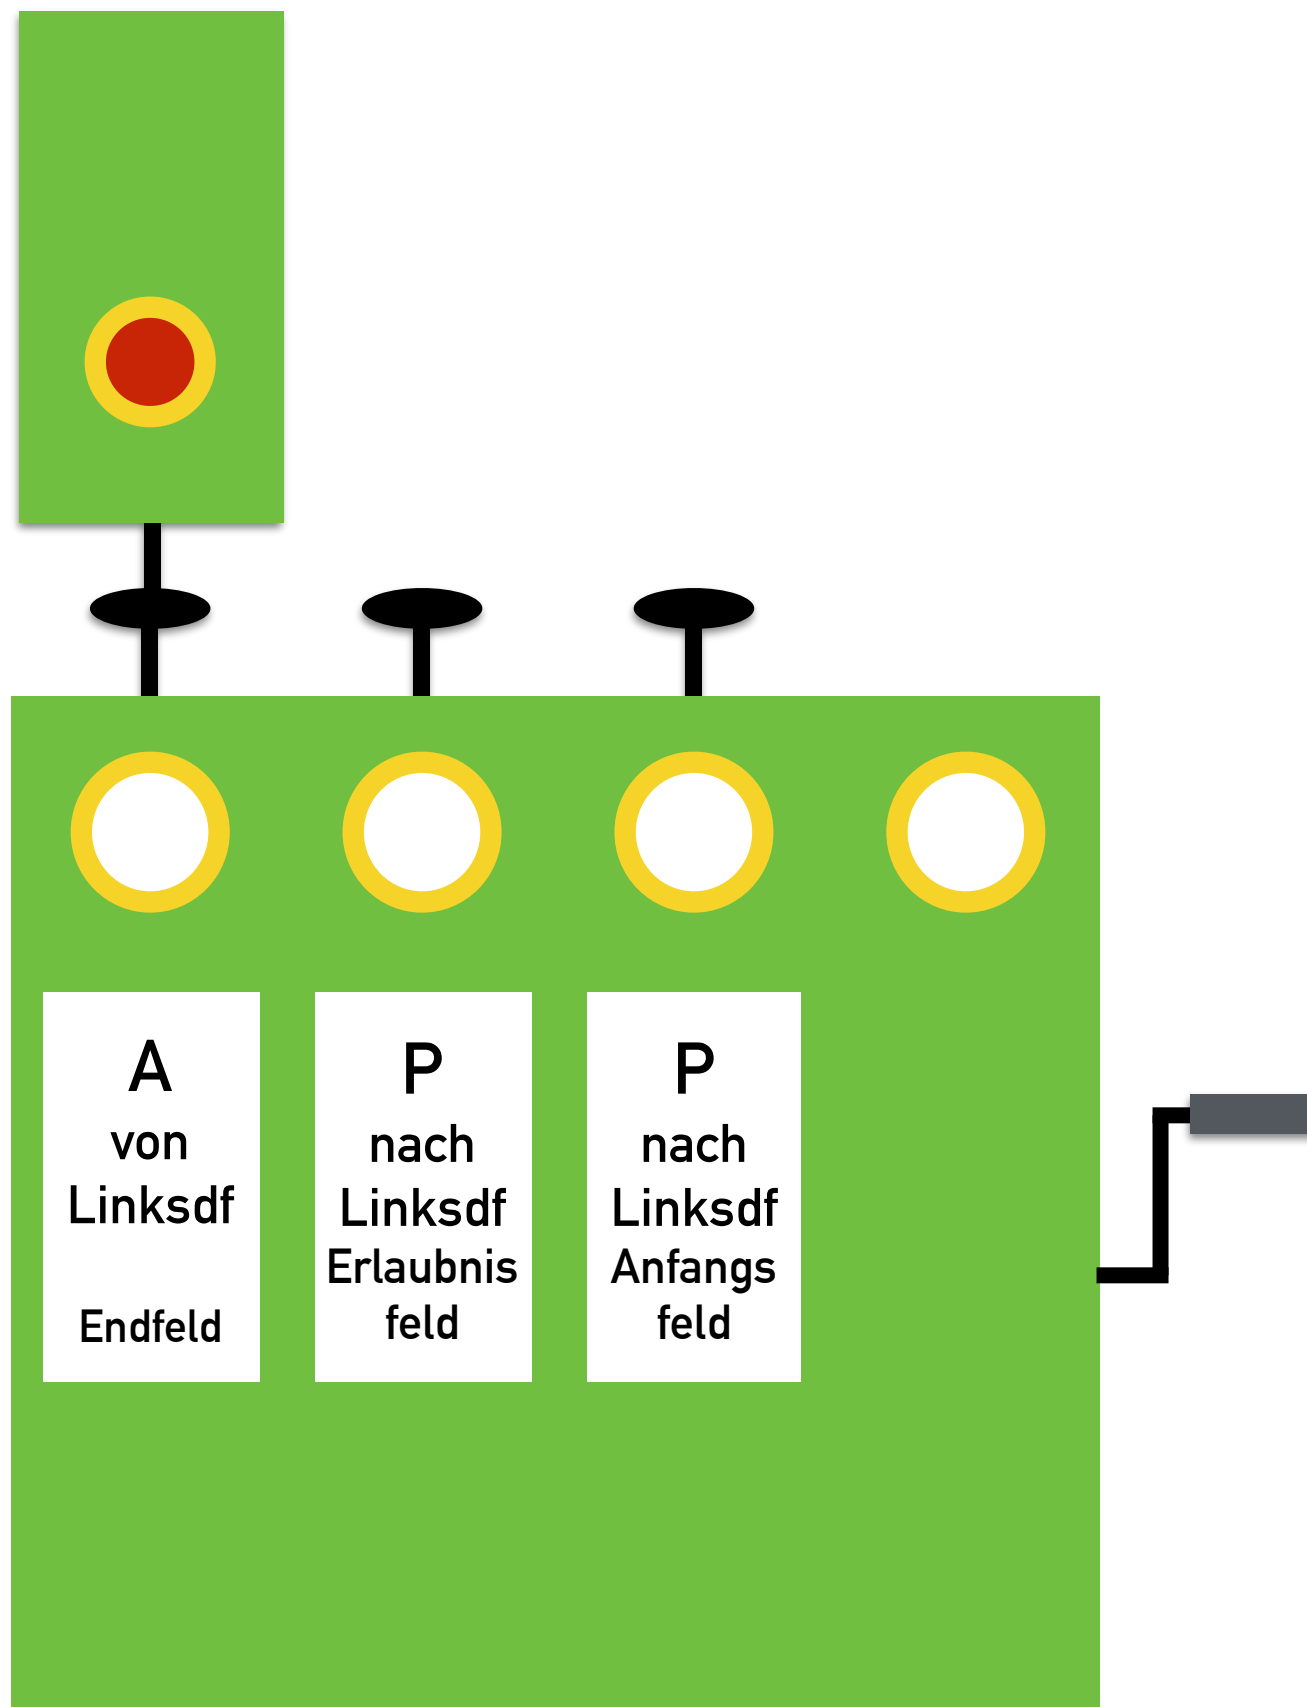 A
von
Linksdf
Endfeld
P
nach
Linksdf
Erlaubnis
feld
P
nach
Linksdf
Anfangs
feld